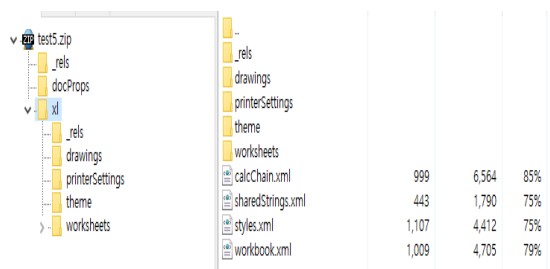 ZIP test5.zip
_rels
docProps
xl
_rels
drawings
printerSettings
theme
worksheets
..
_rels
drawings
printerSettings
theme
worksheets
calcChain.xml 999 6,564 85%
sharedStrings.xml 443 1,790 75%
styles.xml 1,107 4,412 75%
workbook.xml 1,009 4,705 79%